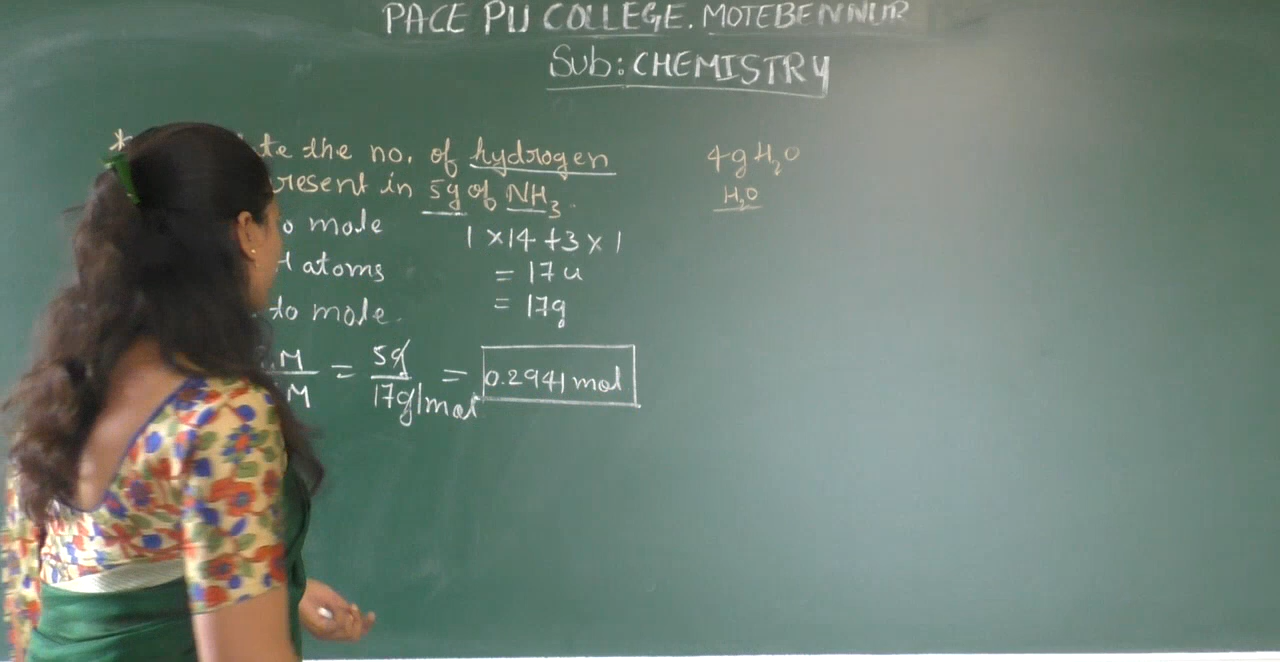 PACE PU COLLEGE. MOTEBENNUR
Sub: CHEMISTRY
* te the no. of hydrogen
resent in 5g of NH₃.
o mole
H atoms
to mole.
1 × 14 + 3 × 1
= 17u
= 17g
M / M = 5g / 17g/mol = 0.2941 mol
4g H₂O
H₂O